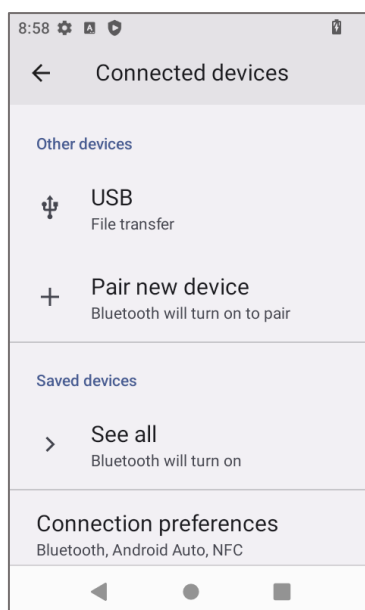 8:58
Connected devices
Other devices
USB
File transfer
Pair new device
Bluetooth will turn on to pair
Saved devices
See all
Bluetooth will turn on
Connection preferences
Bluetooth, Android Auto, NFC